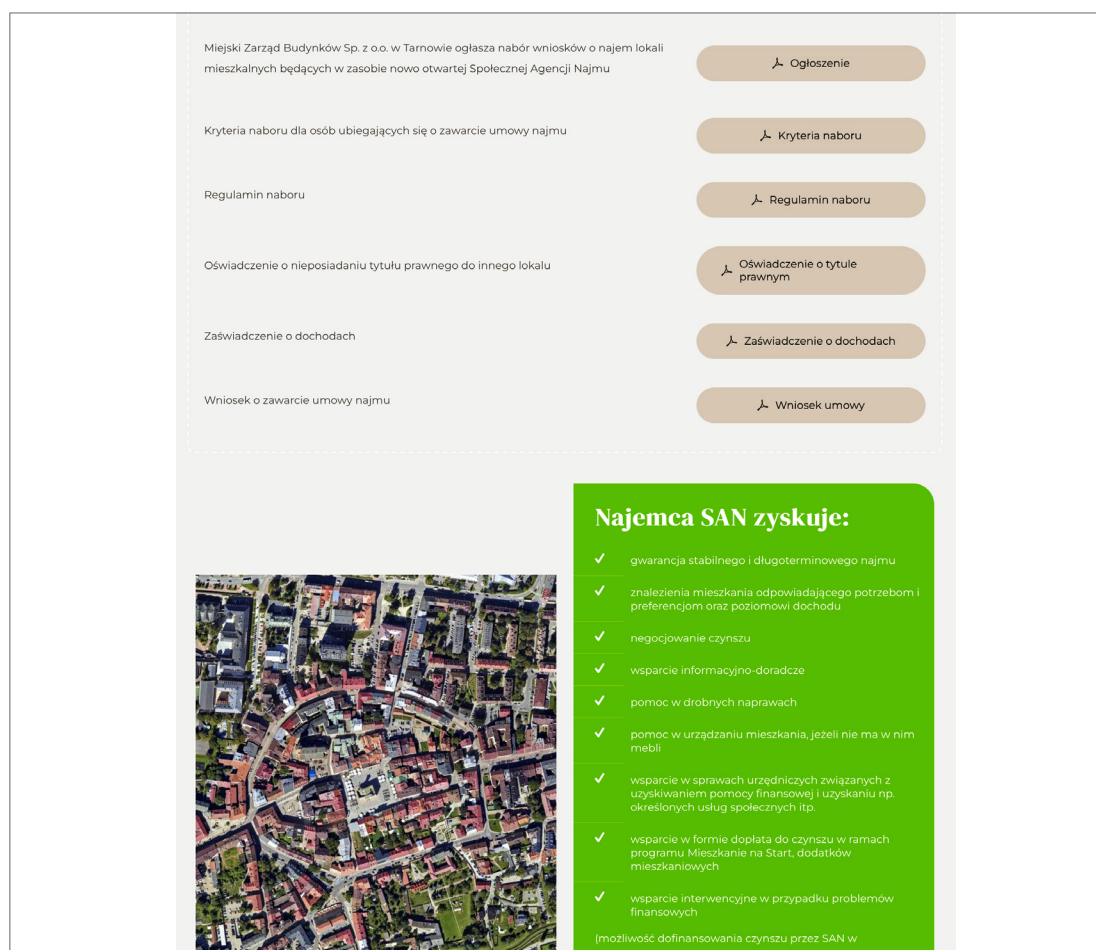 Miejski Zarząd Budynków Sp. z o.o. w Tarnowie ogłasza nabór wniosków o najem lokali
mieszkalnych będących w zasobie nowo otwartej Społecznej Agencji Najmu
Ogłoszenie
Kryteria naboru dla osób ubiegających się o zawarcie umowy najmu
Kryteria naboru
Regulamin naboru
Regulamin naboru
Oświadczenie o nieposiadaniu tytułu prawnego do innego lokalu
Oświadczenie o tytule
prawnym
Zaświadczenie o dochodach
Zaświadczenie o dochodach
Wniosek o zawarcie umowy najmu
Wniosek umowy
Najemca SAN zyskuje:
gwarancja stabilnego i długoterminowego najmu
znalezienia mieszkania odpowiadającego potrzebom i
preferencjom oraz poziomowi dochodu
negocjowanie czynszu
wsparcie informacyjno-doradcze
pomoc w drobnych naprawach
pomoc w urządzaniu mieszkania, jeżeli nie ma w nim
mebli
wsparcie w sprawach urzędniczych związanych z
uzyskiwaniem pomocy finansowej i uzyskaniu np.
określonych usług społecznych itp.
wsparcie w formie dopłata do czynszu w ramach
programu Mieszkanie na Start, dodatków
mieszkaniowych
wsparcie interwencyjne w przypadku problemów
finansowych
(możliwość dofinansowania czynszu przez SAN w